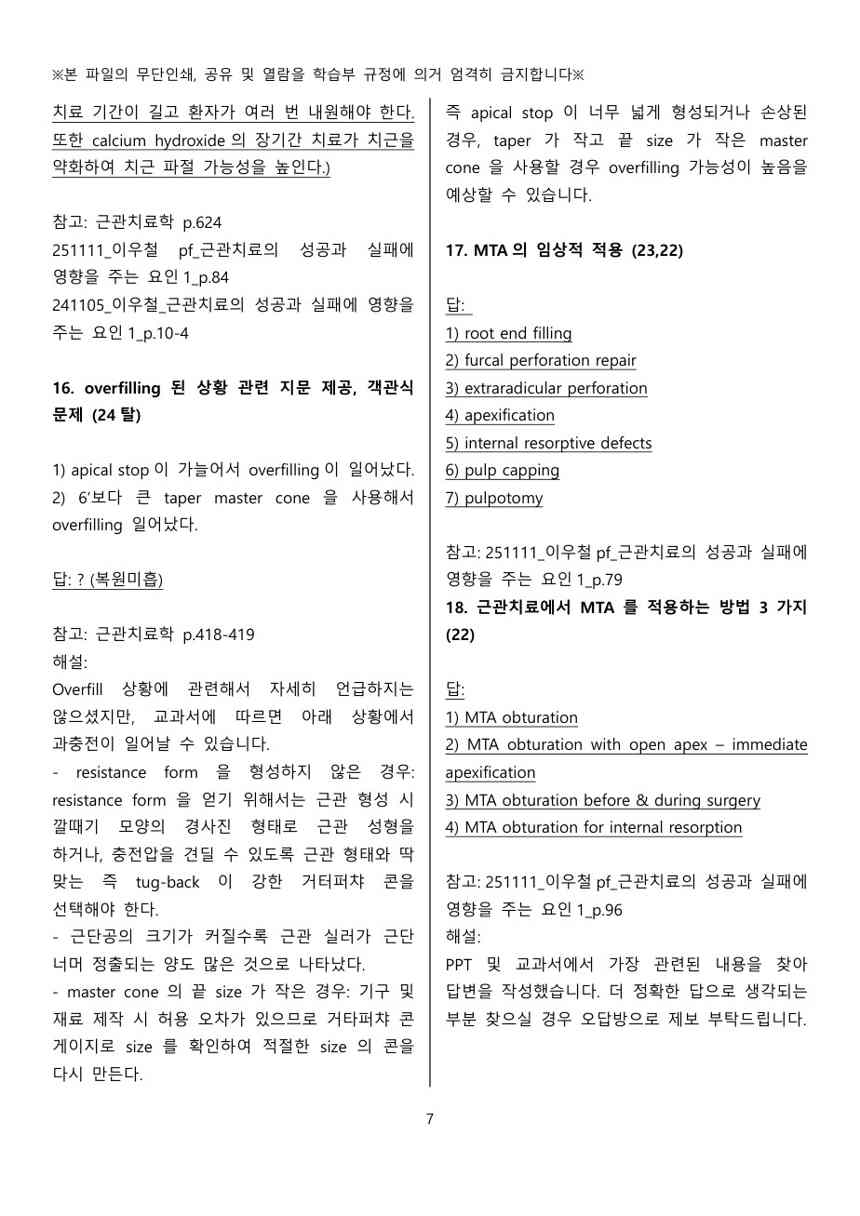 ※본 파일의 무단인쇄, 공유 및 열람을 학습부 규정에 의거 엄격히 금지합니다※
치료 기간이 길고 환자가 여러 번 내원해야 한다.
또한 calcium hydroxide 의 장기간 치료가 치근을
약화하여 치근 파절 가능성을 높인다.)
참고: 근관치료학 p.624
251111_이우철 pf_근관치료의 성공과 실패에
영향을 주는 요인 1_p.84
241105_이우철_근관치료의 성공과 실패에 영향을
주는 요인 1_p.10-4
16. overfilling 된 상황 관련 지문 제공, 객관식
문제 (24 탈)
1) apical stop 이 가늘어서 overfilling 이 일어났다.
2) 6’보다 큰 taper master cone 을 사용해서
overfilling 일어났다.
답: ? (복원미흡)
참고: 근관치료학 p.418-419
해설:
Overfill 상황에 관련해서 자세히 언급하지는
않으셨지만, 교과서에 따르면 아래 상황에서
과충전이 일어날 수 있습니다.
- resistance form 을 형성하지 않은 경우:
resistance form 을 얻기 위해서는 근관 형성 시
깔때기 모양의 경사진 형태로 근관 성형을
하거나, 충전압을 견딜 수 있도록 근관 형태와 딱
맞는 즉 tug-back 이 강한 거터퍼챠 콘을
선택해야 한다.
- 근단공의 크기가 커질수록 근관 실러가 근단
너머 정출되는 양도 많은 것으로 나타났다.
- master cone 의 끝 size 가 작은 경우: 기구 및
재료 제작 시 허용 오차가 있으므로 거타퍼챠 콘
게이지로 size 를 확인하여 적절한 size 의 콘을
다시 만든다.
즉 apical stop 이 너무 넓게 형성되거나 손상된
경우, taper 가 작고 끝 size 가 작은 master
cone 을 사용할 경우 overfilling 가능성이 높음을
예상할 수 있습니다.
17. MTA 의 임상적 적용 (23,22)
답:
1) root end filling
2) furcal perforation repair
3) extraradicular perforation
4) apexification
5) internal resorptive defects
6) pulp capping
7) pulpotomy
참고: 251111_이우철 pf_근관치료의 성공과 실패에
영향을 주는 요인 1_p.79
18. 근관치료에서 MTA 를 적용하는 방법 3 가지
(22)
답:
1) MTA obturation
2) MTA obturation with open apex – immediate
apexification
3) MTA obturation before & during surgery
4) MTA obturation for internal resorption
참고: 251111_이우철 pf_근관치료의 성공과 실패에
영향을 주는 요인 1_p.96
해설:
PPT 및 교과서에서 가장 관련된 내용을 찾아
답변을 작성했습니다. 더 정확한 답으로 생각되는
부분 찾으실 경우 오답방으로 제보 부탁드립니다.
7